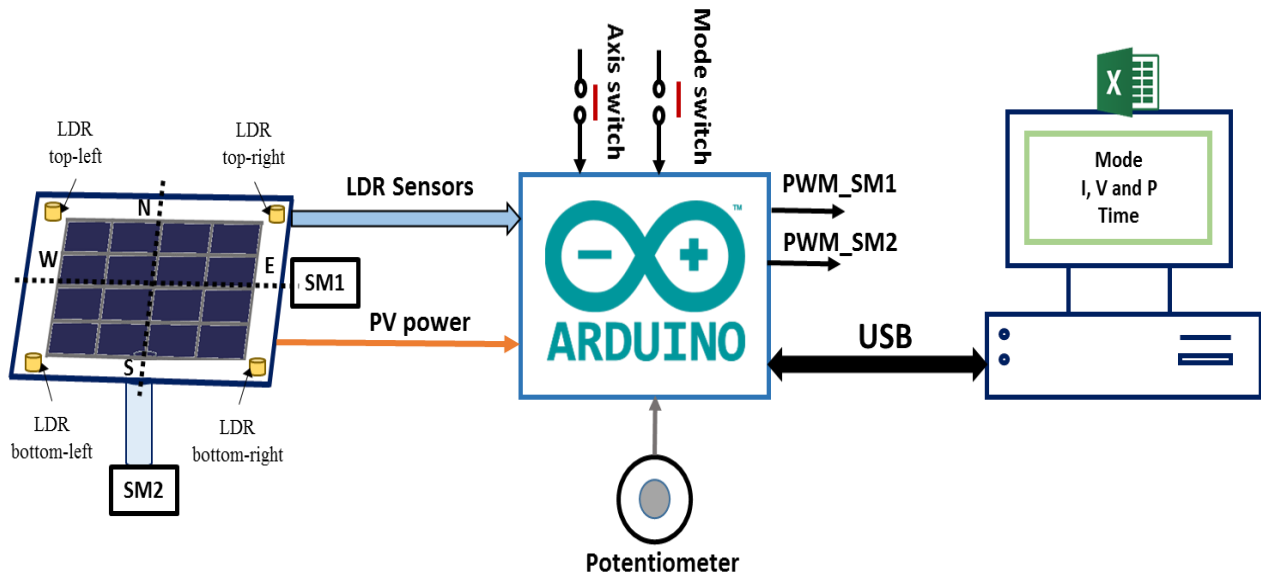 Axis switch
Mode switch
X
LDR
top-left
LDR
top-right
LDR Sensors
PWM_SM1
Mode
I, V and P
Time
N
W
E
S
SM1
PV power
TM
ARDUINO
PWM_SM2
USB
LDR
bottom-left
LDR
bottom-right
SM2
Potentiometer